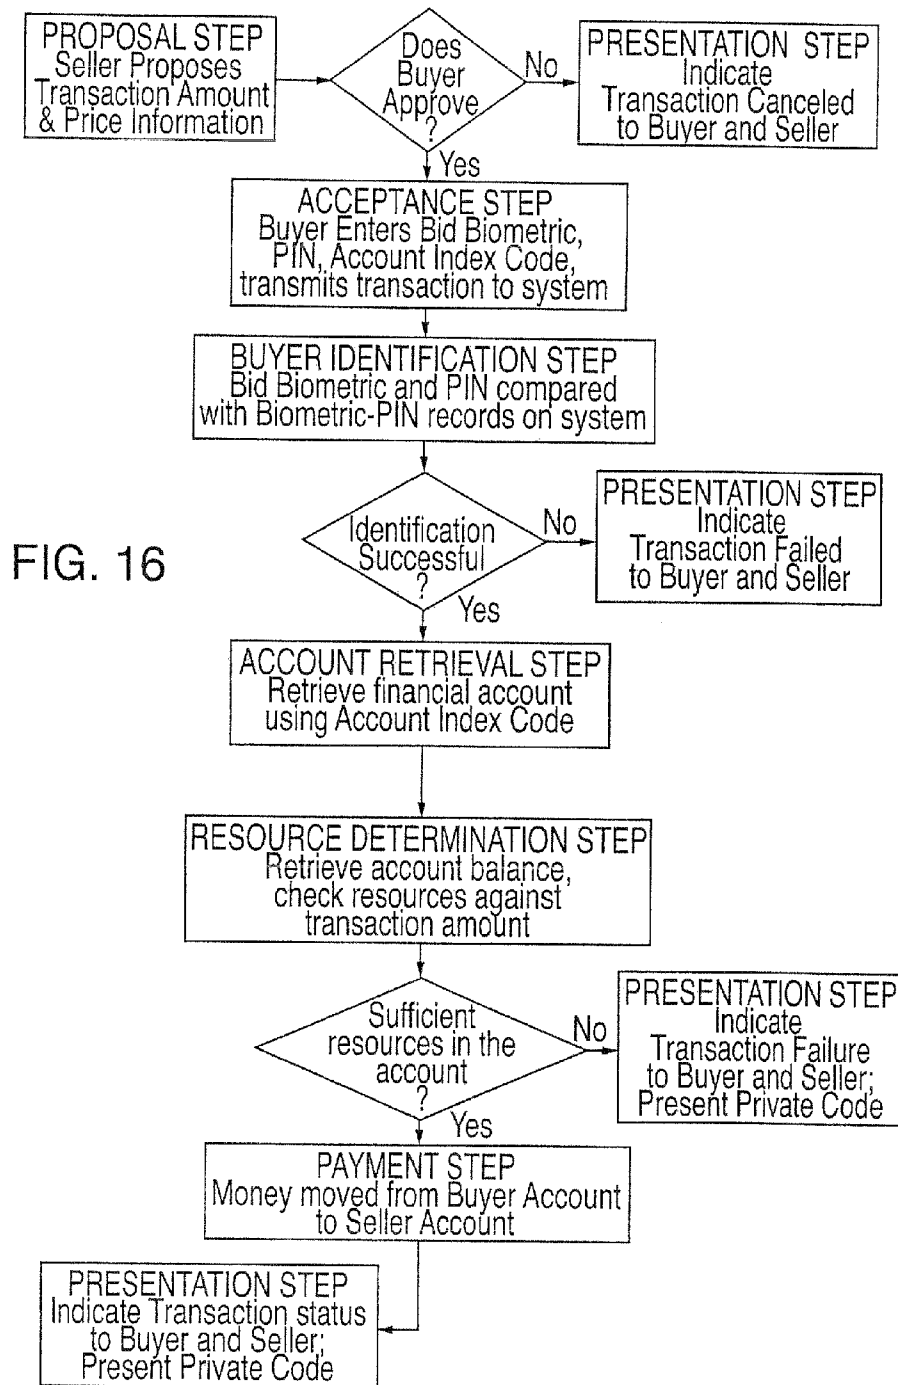 PROPOSAL STEP
Seller Proposes
Transaction Amount
& Price Information
Does
Buyer
Approve
?
No
PRESENTATION STEP
Indicate
Transaction Canceled
to Buyer and Seller
Yes
ACCEPTANCE STEP
Buyer Enters Bid Biometric,
PIN, Account Index Code,
transmits transaction to system
BUYER IDENTIFICATION STEP
Bid Biometric and PIN compared
with Biometric-PIN records on system
FIG. 16
Identification
Successful
?
No
PRESENTATION STEP
Indicate
Transaction Failed
to Buyer and Seller
Yes
ACCOUNT RETRIEVAL STEP
Retrieve financial account
using Account Index Code
RESOURCE DETERMINATION STEP
Retrieve account balance,
check resources against
transaction amount
Sufficient
resources in the
account
?
No
PRESENTATION STEP
Indicate
Transaction Failure
to Buyer and Seller;
Present Private Code
Yes
PAYMENT STEP
Money moved from Buyer Account
to Seller Account
PRESENTATION STEP
Indicate Transaction status
to Buyer and Seller;
Present Private Code